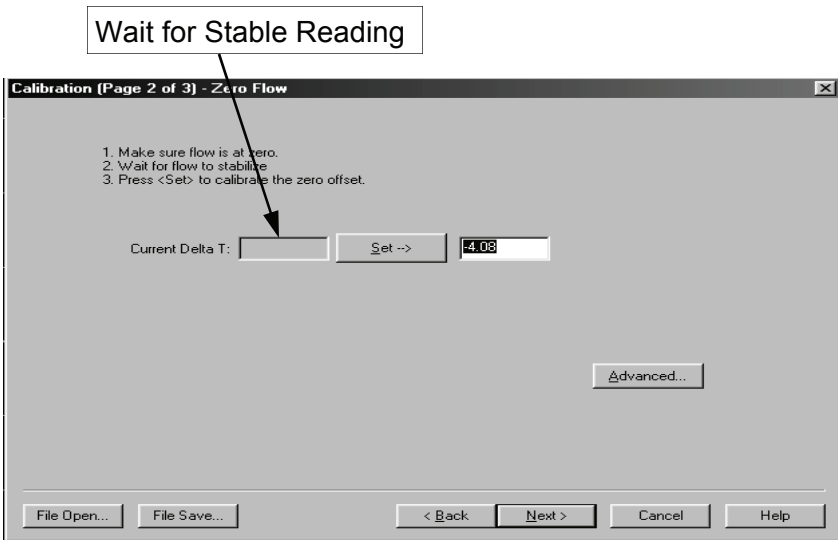 Wait for Stable Reading
Calibration (Page 2 of 3) - Zero Flow
1. Make sure flow is at zero.
2. Wait for flow to stabilize
3. Press <Set> to calibrate the zero offset.
Current Delta T: Set --> -4.08
Advanced...
File Open... File Save... < Back Next > Cancel Help